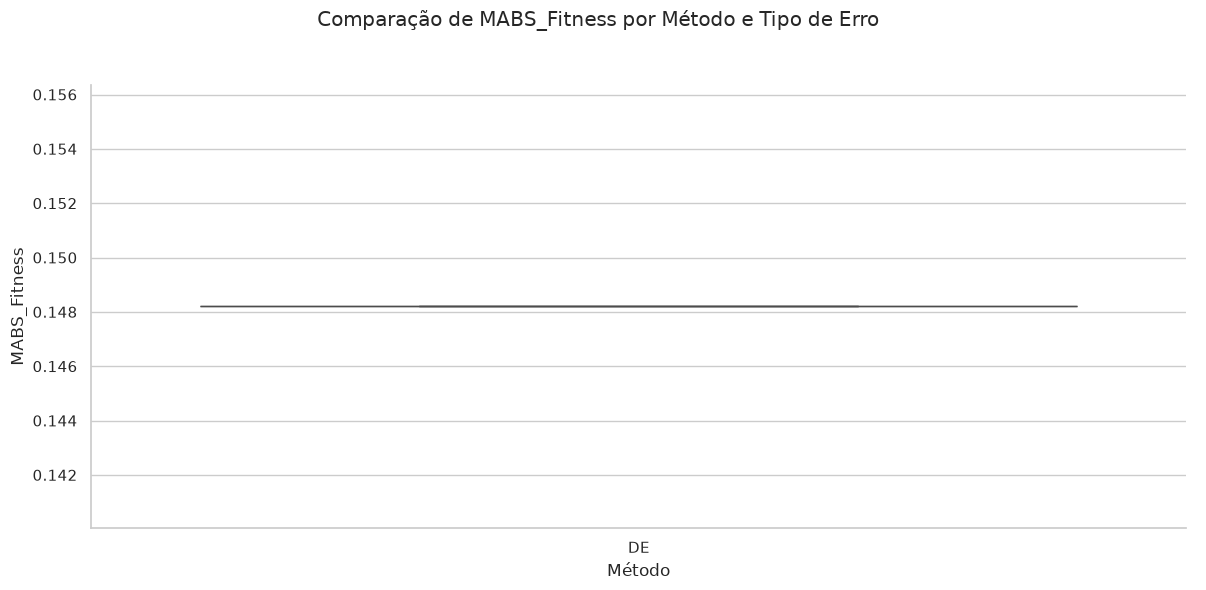 Comparação de MABS_Fitness por Método e Tipo de Erro
MABS_Fitness
0.156
0.154
0.152
0.150
0.148
0.146
0.144
0.142
DE
Método